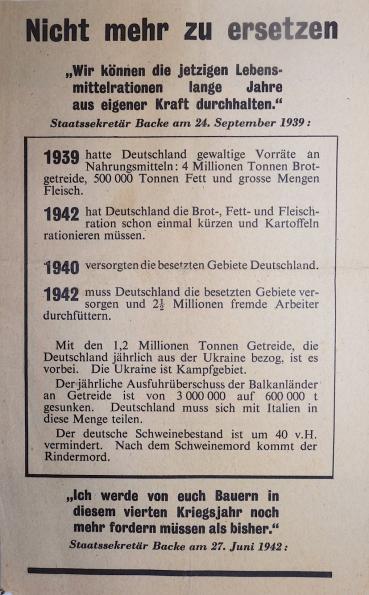 Nicht mehr zu ersetzen
„Wir können die jetzigen Lebens-
mittelrationen lange Jahre
aus eigener Kraft durchhalten.“
Staatssekretär Backe am 24. September 1939:
1939 hatte Deutschland gewaltige Vorräte an
Nahrungsmitteln: 4 Millionen Tonnen Brot-
getreide, 500 000 Tonnen Fett und grosse Mengen
Fleisch.
1942 hat Deutschland die Brot-, Fett- und Fleisch-
ration schon einmal kürzen und Kartoffeln
rationieren müssen.
1940 versorgten die besetzten Gebiete Deutschland.
1942 muss Deutschland die besetzten Gebiete ver-
sorgen und 2½ Millionen fremde Arbeiter
durchfüttern.
Mit den 1,2 Millionen Tonnen Getreide, die
Deutschland jährlich aus der Ukraine bezog, ist es
vorbei. Die Ukraine ist Kampfgebiet.
Der jährliche Ausfuhrüberschuss der Balkanländer
an Getreide ist von 3 000 000 auf 600 000 t
gesunken. Deutschland muss sich mit Italien in
diese Menge teilen.
Der deutsche Schweinebestand ist um 40 v.H.
vermindert. Nach dem Schweinemord kommt der
Rindermord.
„Ich werde von euch Bauern in
diesem vierten Kriegsjahr noch
mehr fordern müssen als bisher.“
Staatssekretär Backe am 27. Juni 1942: